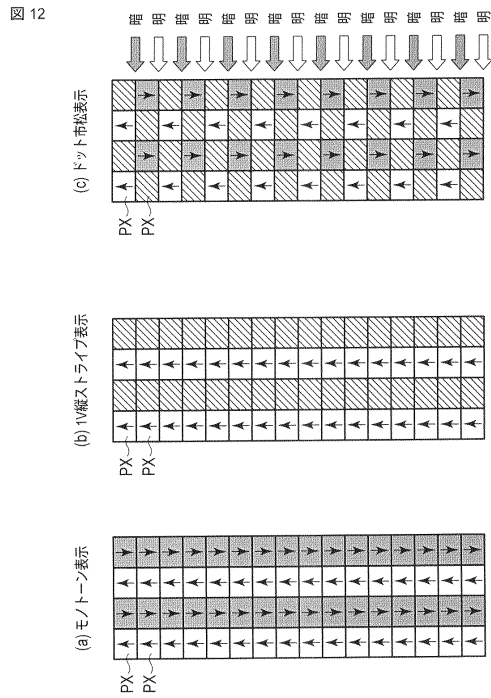 図 12
暗 明 暗 明 暗 明 暗 明 暗 明 暗 明 暗 明 暗 明
(c) ドット市松表示
PX
PX
(b) 1V縦ストライプ表示
PX
PX
(a) モノトーン表示
PX
PX